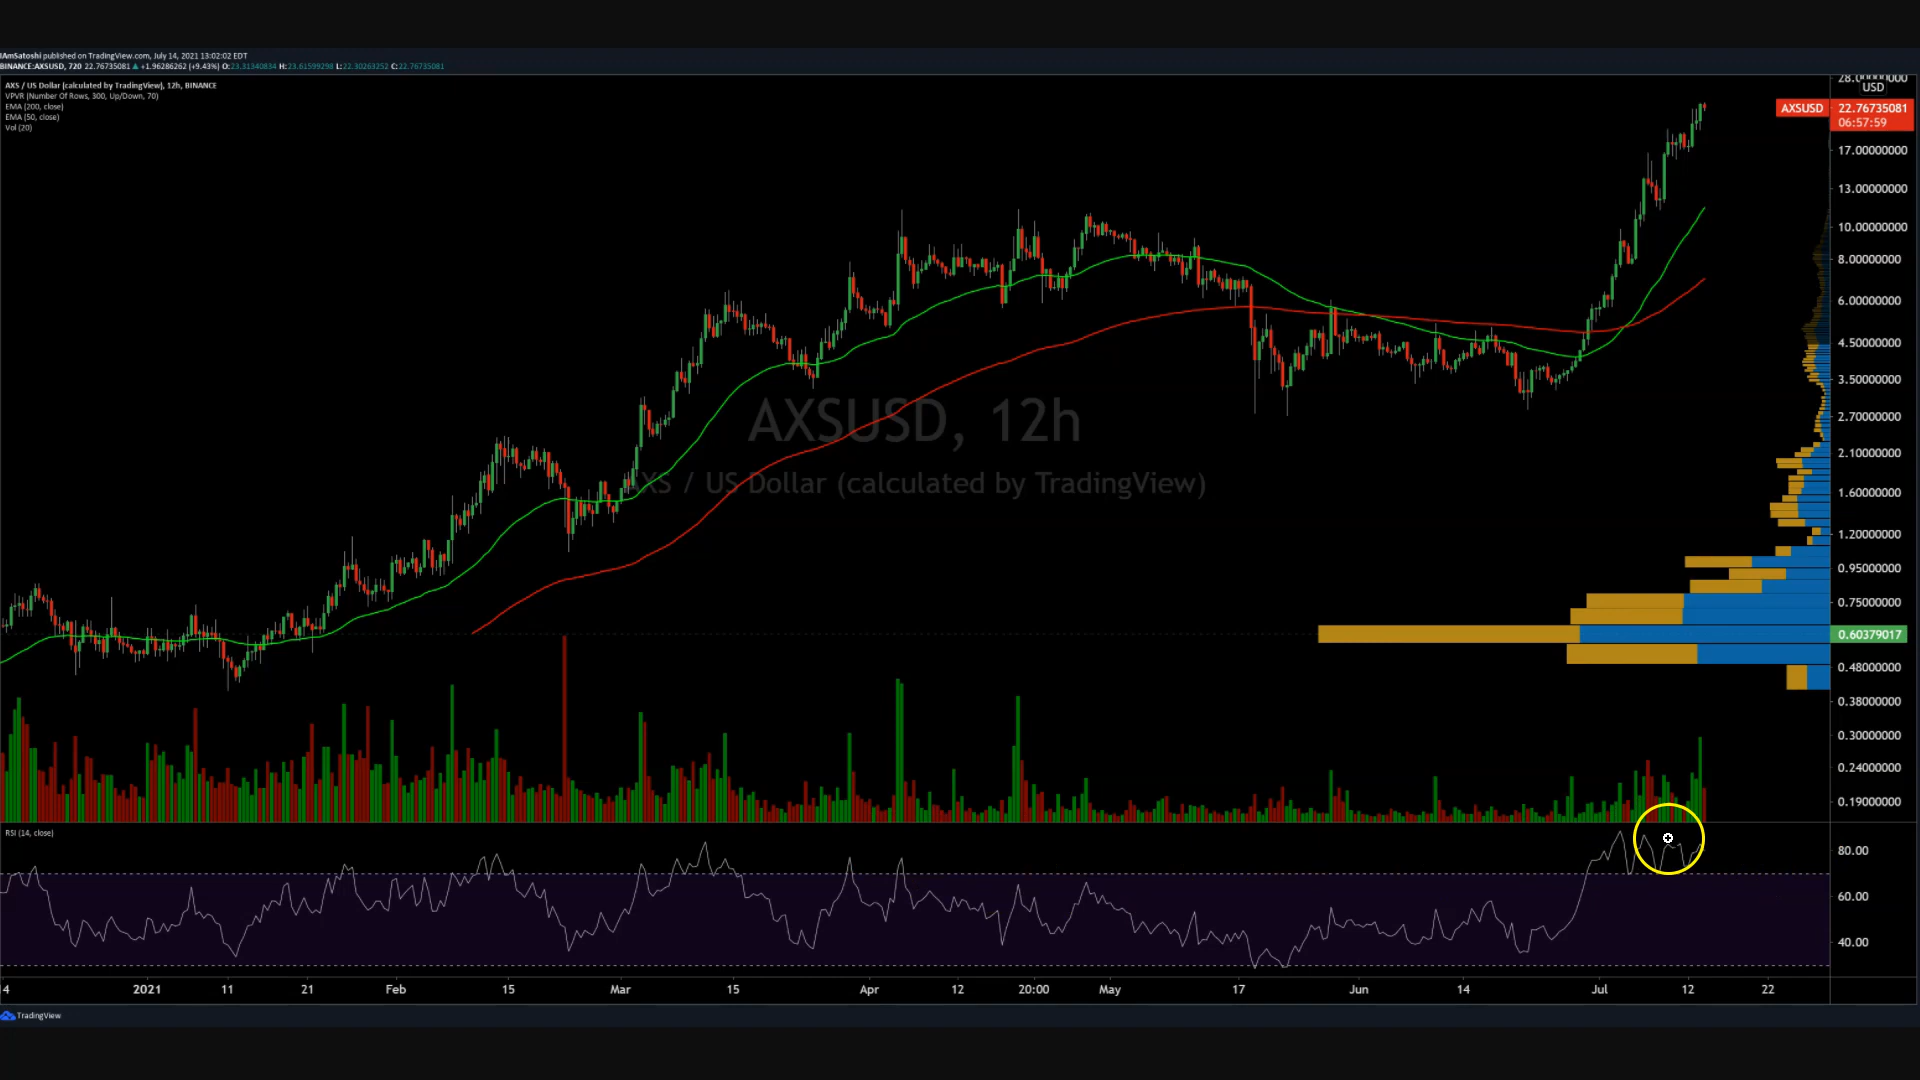 IAmSatoshi published on TradingView.com, July 14, 2021 13:02:02 EDT
BINANCE:AXSUSD, 720 22.76735081 ▲ +1.96286262 (+9.43%) O:23.31340834 H:23.61599298 L:22.30263252 C:22.76735081
AXS / US Dollar (calculated by TradingView), 12h, BINANCE
VPVR (Number Of Rows, 300, Up/Down, 70)
EMA (200, close)
EMA (50, close)
Vol (20)
28.00000000
USD
AXSUSD 22.76735081
06:57:59
17.00000000
13.00000000
10.00000000
8.00000000
6.00000000
4.50000000
3.50000000
2.70000000
2.10000000
1.60000000
1.20000000
0.95000000
0.75000000
0.60379017
0.48000000
0.38000000
0.30000000
0.24000000
0.19000000
AXSUSD, 12h
AXS / US Dollar (calculated by TradingView)
RSI (14, close)
80.00
60.00
40.00
4 2021 11 21 Feb 15 Mar 15 Apr 12 20:00 May 17 Jun 14 Jul 12 22
TradingView